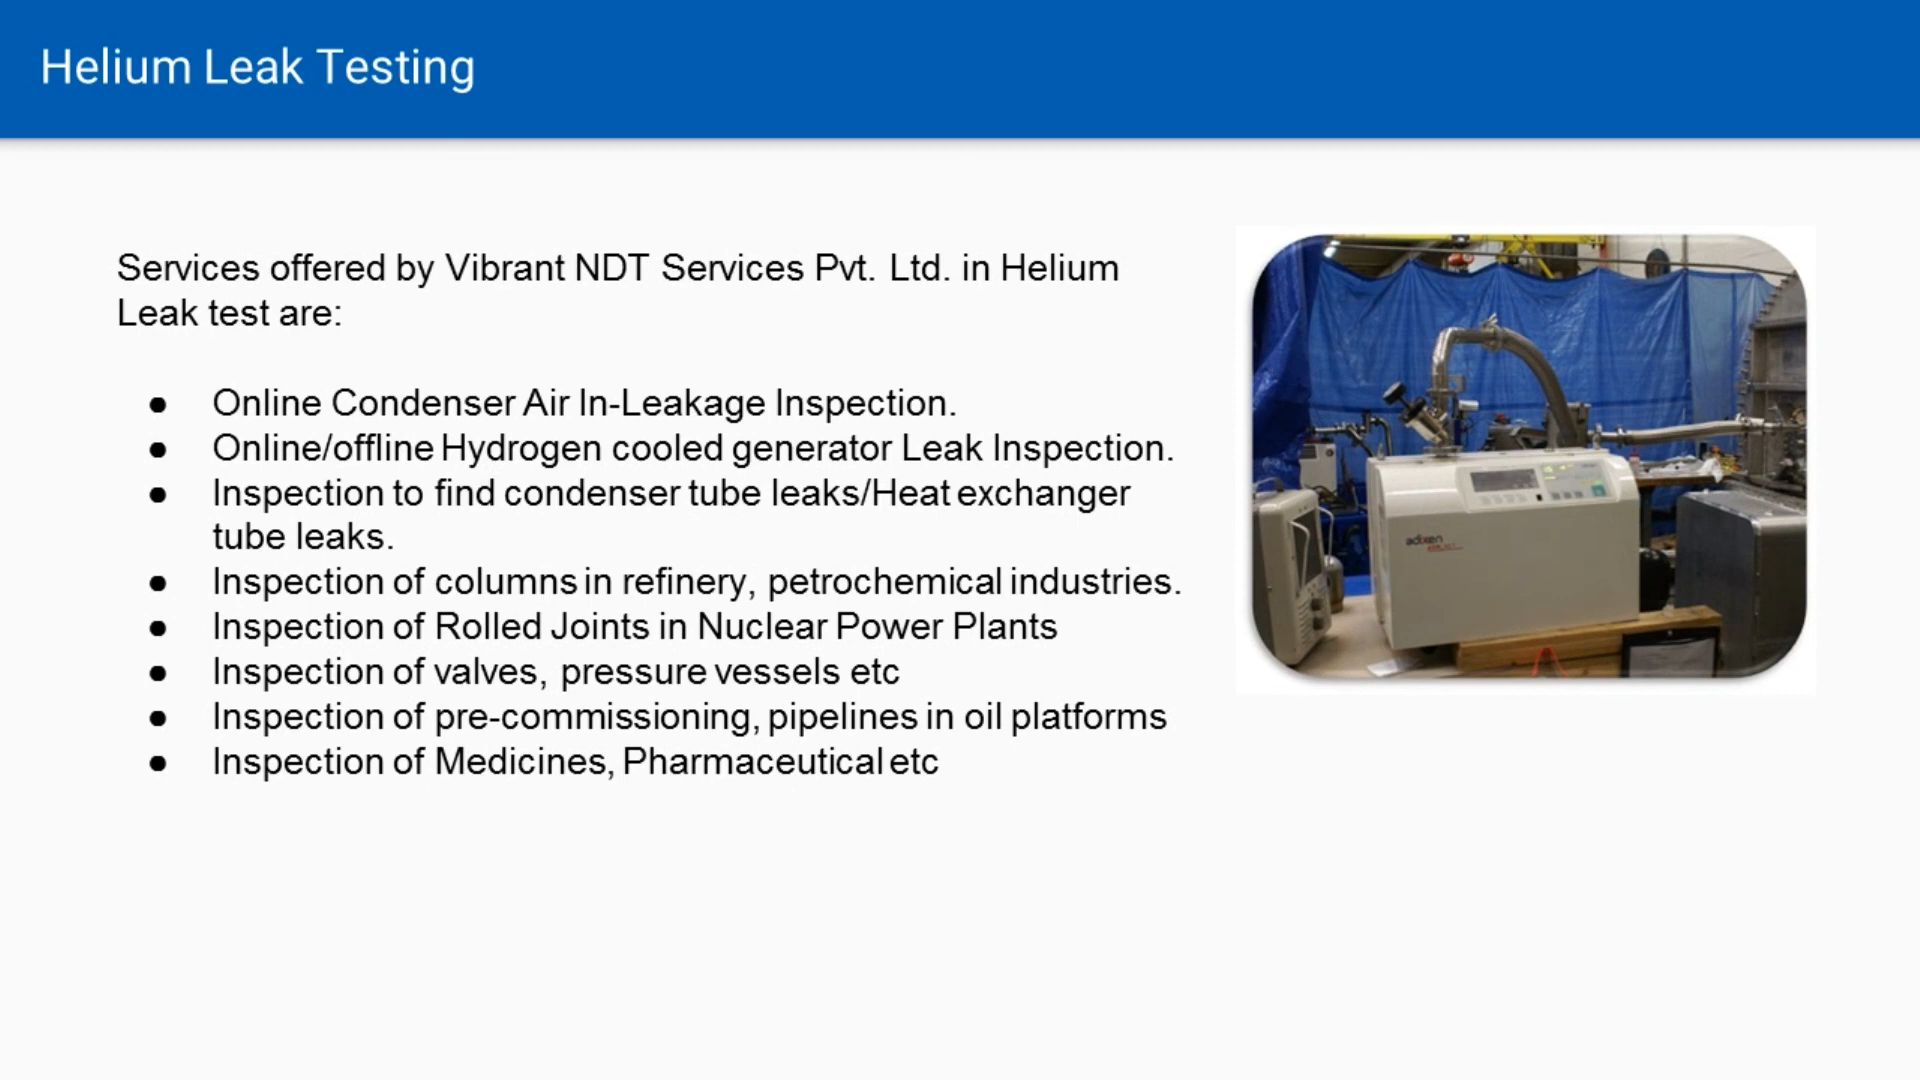 Helium Leak Testing
Services offered by Vibrant NDT Services Pvt. Ltd. in Helium
Leak test are:
● Online Condenser Air In-Leakage Inspection.
● Online/offline Hydrogen cooled generator Leak Inspection.
● Inspection to find condenser tube leaks/Heat exchanger
tube leaks.
● Inspection of columns in refinery, petrochemical industries.
● Inspection of Rolled Joints in Nuclear Power Plants
● Inspection of valves, pressure vessels etc
● Inspection of pre-commissioning, pipelines in oil platforms
● Inspection of Medicines, Pharmaceutical etc
adixen